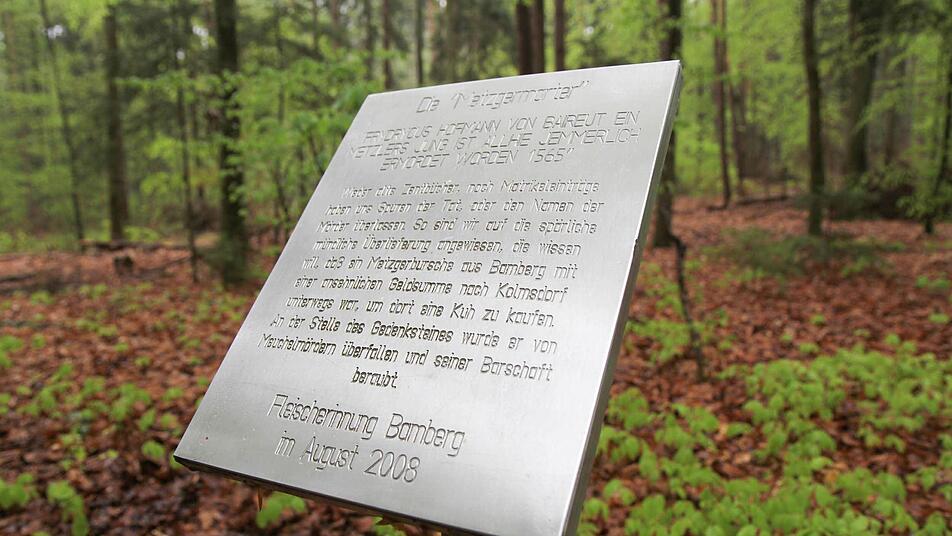 Die "Metzgermarter"
"ERNDRVOUS HOFMANN VON BAIREUT EIN
METZLERS JUNG IST ALLHIE JEMMERLICH
ERMORDET WORDEN 1565"
Weder alte Zentbücher, noch Matrikeleinträge
haben uns Spuren der Tat, oder den Namen der
Mörder überlassen. So sind wir auf die spärliche
mündliche Überlieferung angewiesen, die wissen
will, daß ein Metzgerbursche aus Bamberg mit
einer ansehnlichen Geldsumme nach Kolmsdorf
unterwegs war, um dort eine Kuh zu kaufen.
An der Stelle des Gedenksteines wurde er von
Meuchelmördern überfallen und seiner Barschaft
beraubt.
Fleischerinnung Bamberg
im August 2008